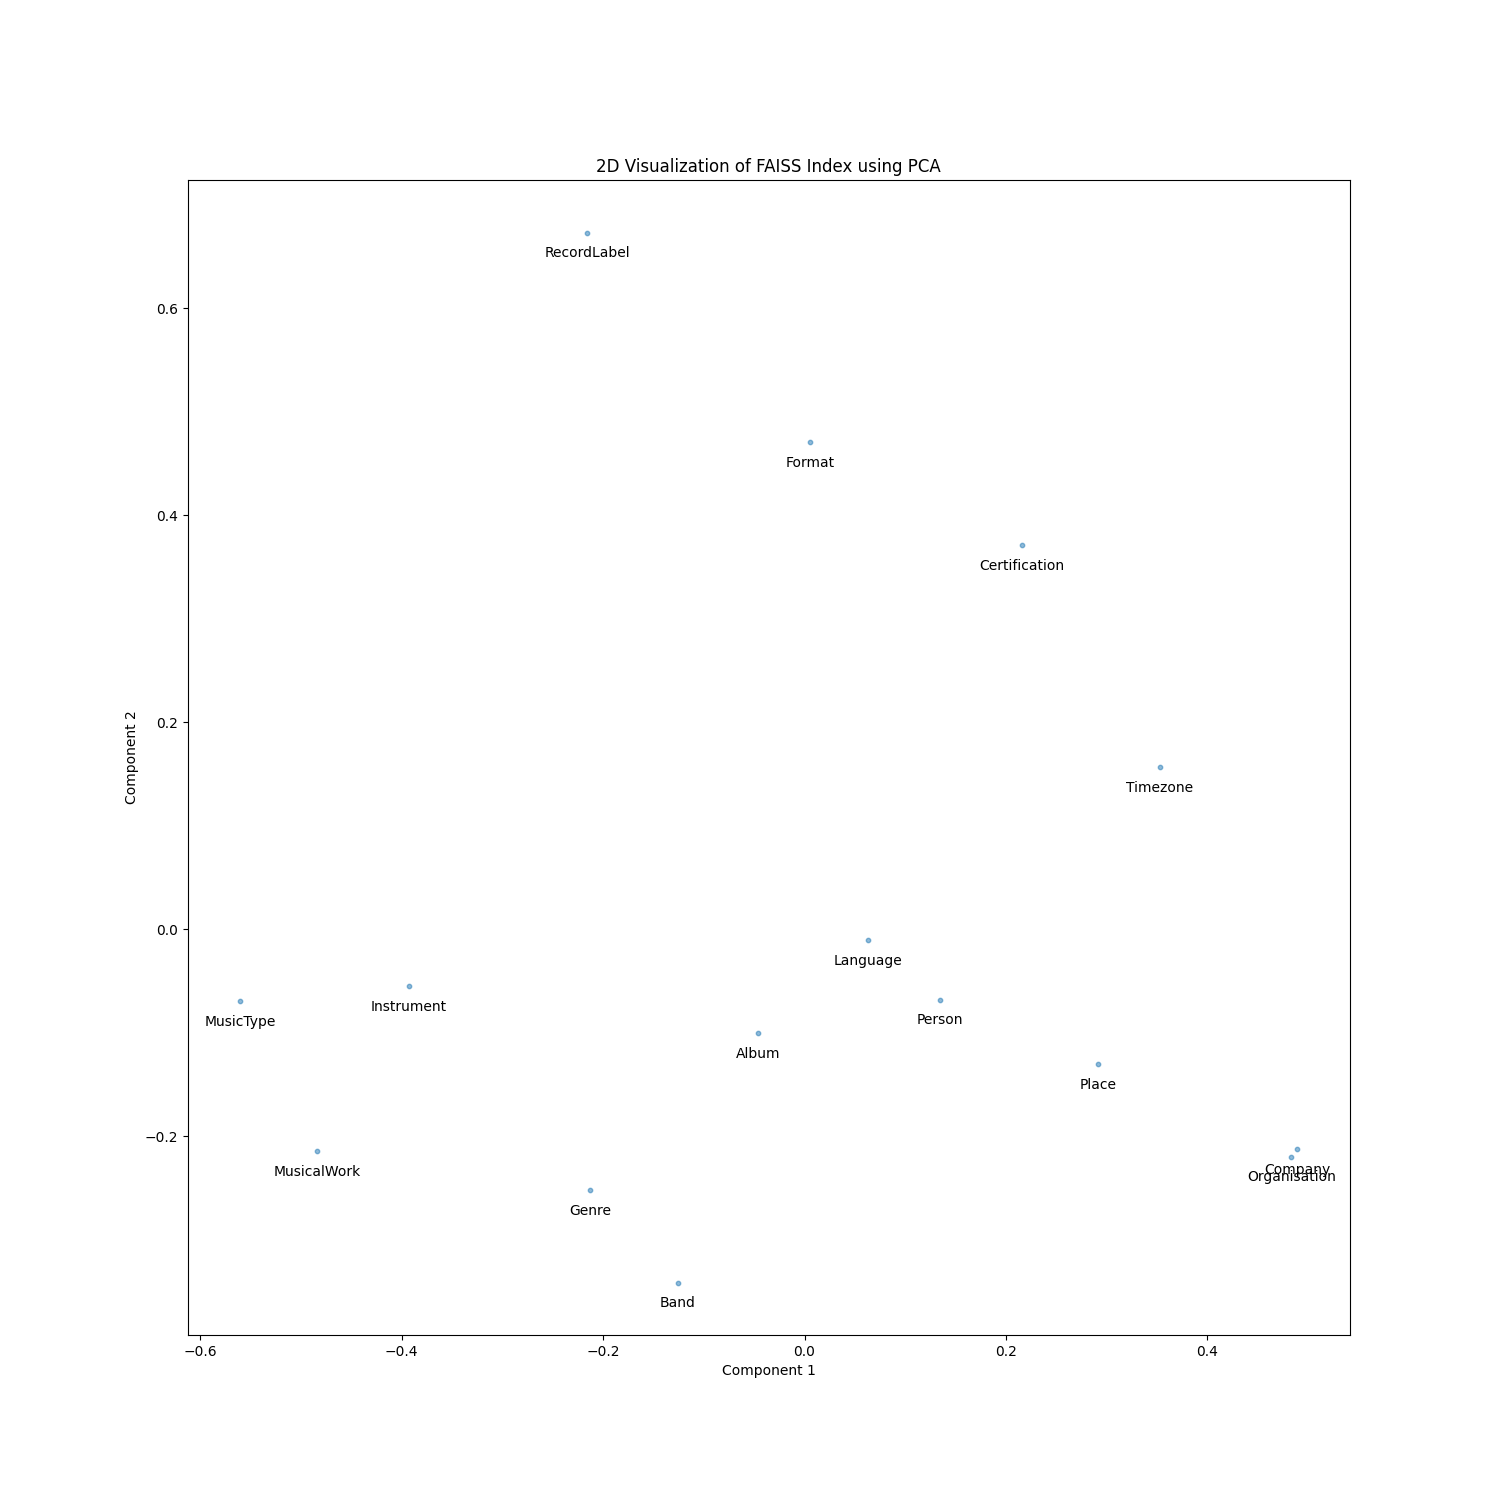 2D Visualization of FAISS Index using PCA
RecordLabel
0.6
Format
0.4
Certification
0.2
Component 2
Timezone
0.0
Language
Instrument
MusicType
Person
Album
Place
−0.2
MusicalWork
Company
Organisation
Genre
Band
−0.6 −0.4 −0.2 0.0 0.2 0.4
Component 1